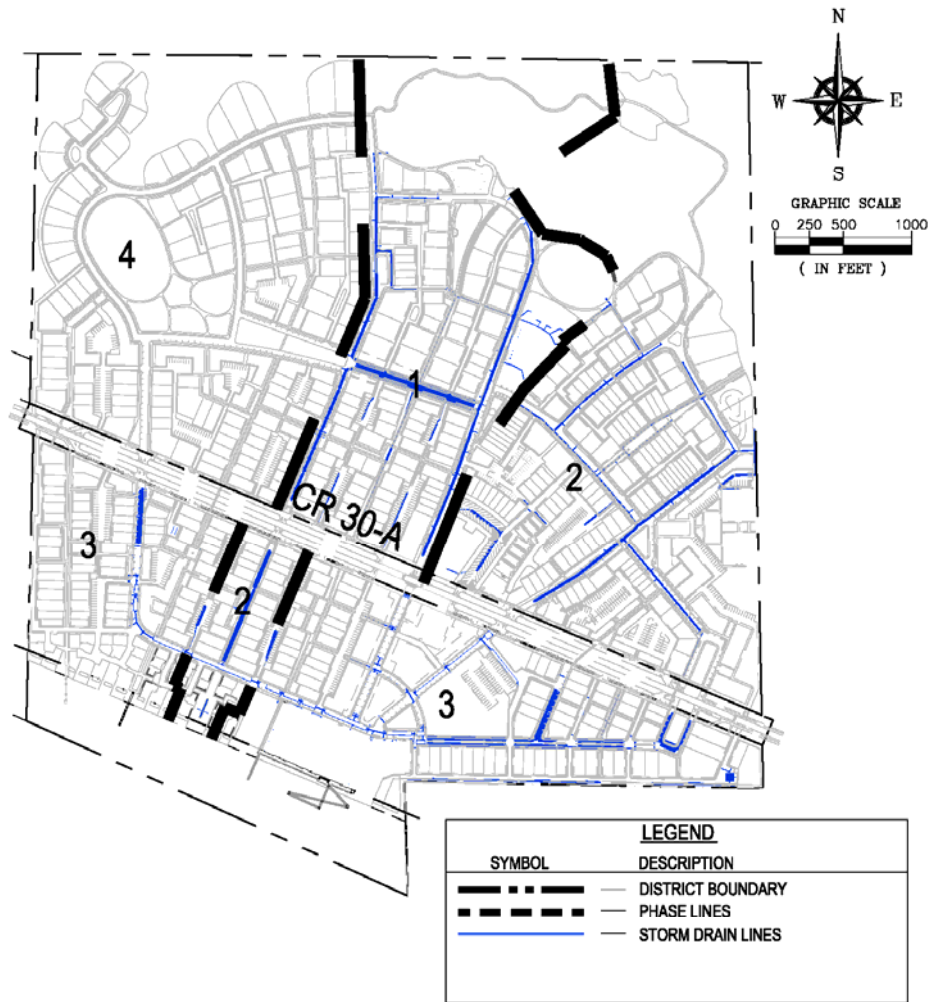 N
W E
S
GRAPHIC SCALE
0 250 500 1000
( IN FEET )
4
1
2
CR 30-A
3
2
3
LEGEND
SYMBOL DESCRIPTION
DISTRICT BOUNDARY
PHASE LINES
STORM DRAIN LINES